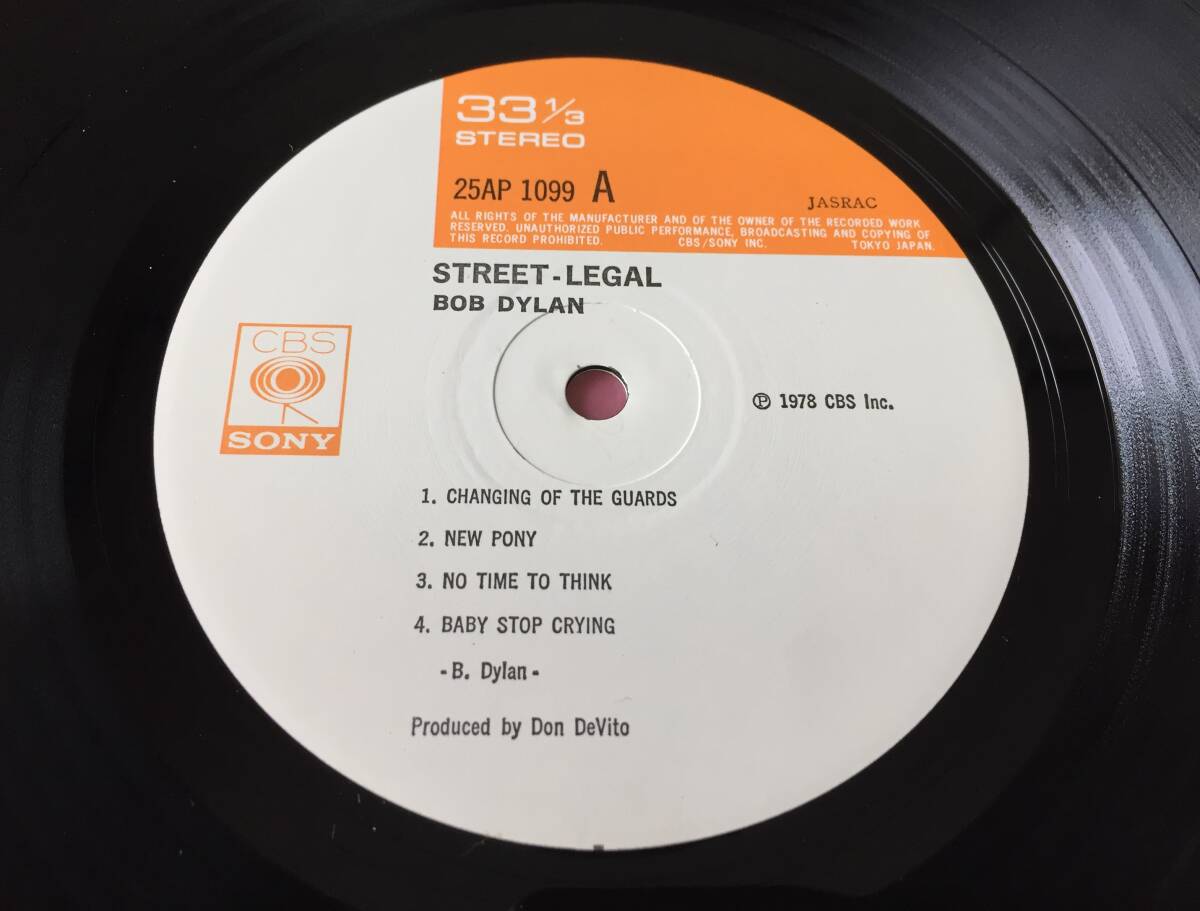 33 1/3
STEREO
25AP 1099 A
JASRAC
ALL RIGHTS OF THE MANUFACTURER AND OF THE OWNER OF THE RECORDED WORK
RESERVED. UNAUTHORIZED PUBLIC PERFORMANCE, BROADCASTING AND COPYING OF
THIS RECORD PROHIBITED. CBS/SONY INC. TOKYO JAPAN.
STREET-LEGAL
BOB DYLAN
CBS
SONY
Ⓟ 1978 CBS Inc.
1. CHANGING OF THE GUARDS
2. NEW PONY
3. NO TIME TO THINK
4. BABY STOP CRYING
- B. Dylan -
Produced by Don DeVito